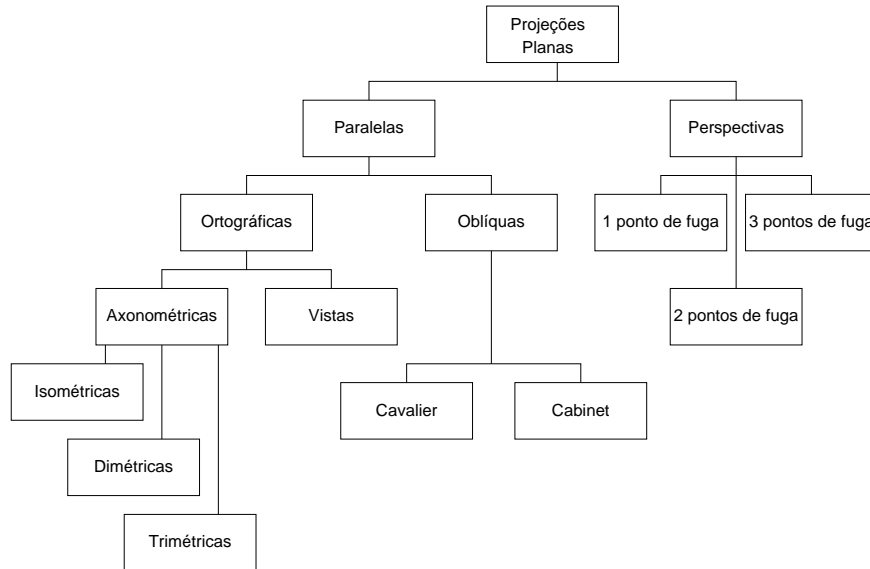 Projeções
Planas
Paralelas
Perspectivas
Ortográficas
Oblíquas
1 ponto de fuga
3 pontos de fuga
Axonométricas
Vistas
2 pontos de fuga
Isométricas
Cavalier
Cabinet
Dimétricas
Trimétricas